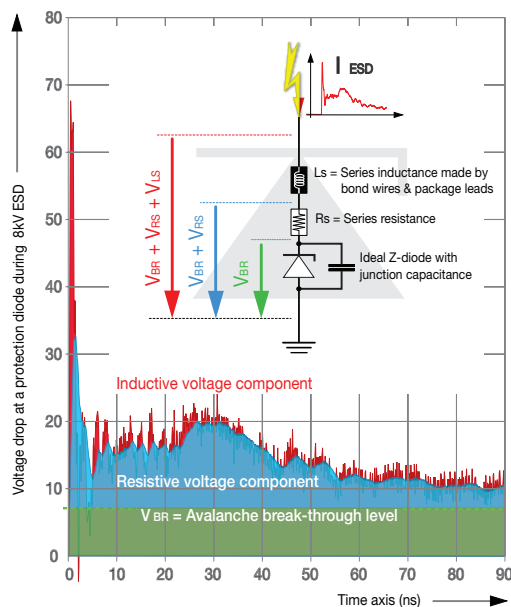 Voltage drop at a protection diode during 8kV ESD
80
70
60
50
40
30
20
10
0
I ESD
Ls = Series inductance made by
bond wires & package leads
Rs = Series resistance
Ideal Z-diode with
junction capacitance
VBR + VRS + VLS
VBR + VRS
VBR
Inductive voltage component
Resistive voltage component
VBR = Avalanche break-through level
0 10 20 30 40 50 60 70 80 90
Time axis (ns)